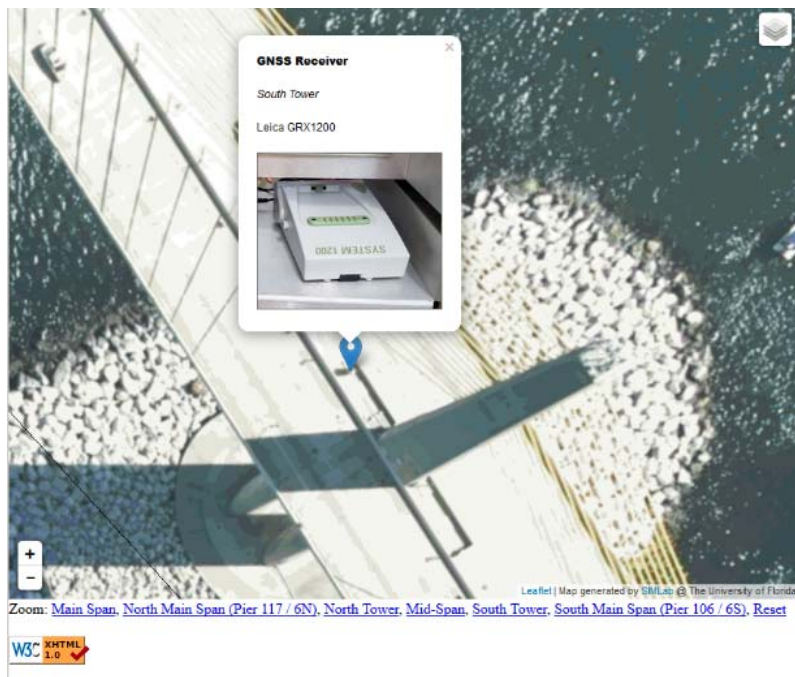 ×
GNSS Receiver
South Tower
Leica GRX1200
SYSTEM 1200
+
−
Leaflet | Map generated by SIMLab @ The University of Florida
Zoom: Main Span, North Main Span (Pier 117 / 6N), North Tower, Mid-Span, South Tower, South Main Span (Pier 106 / 6S), Reset
W3C XHTML
1.0